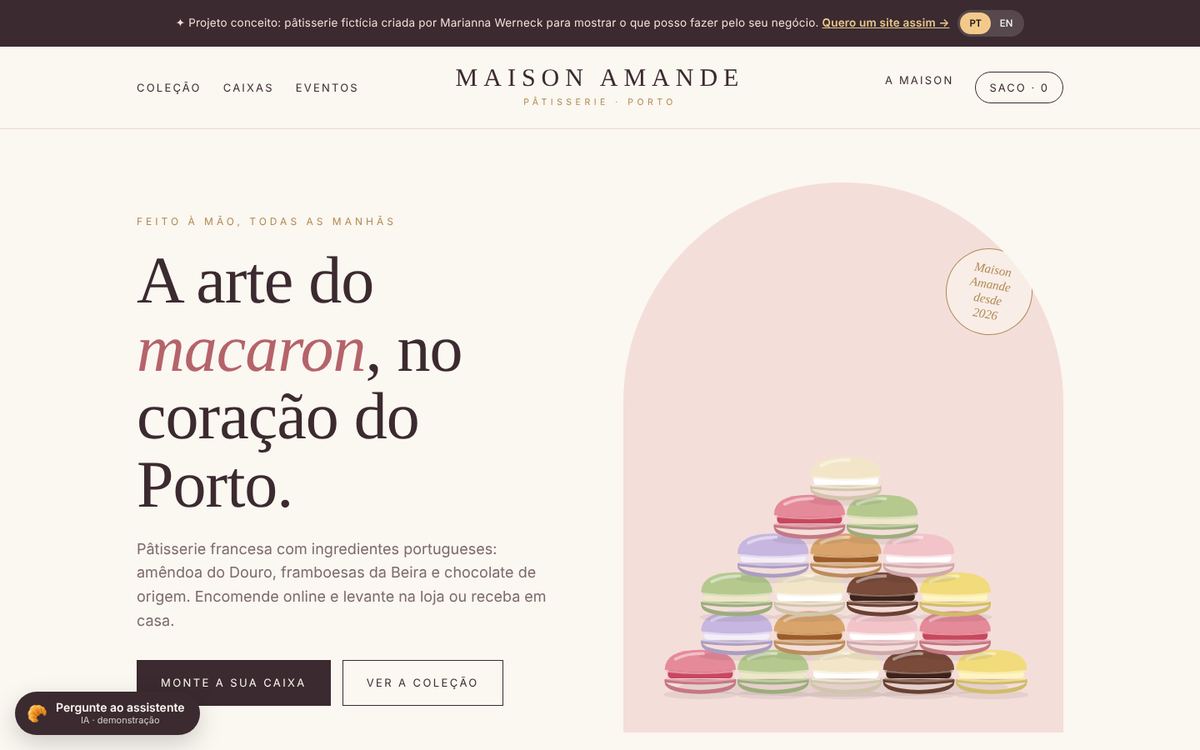 ✦ Projeto conceito: pâtisserie fictícia criada por Marianna Werneck para mostrar o que posso fazer pelo seu negócio. Quero um site assim → PT EN
COLEÇÃO CAIXAS EVENTOS
MAISON AMANDE
PÂTISSERIE · PORTO
A MAISON
SACO · 0
FEITO À MÃO, TODAS AS MANHÃS
A arte do
macaron, no
coração do
Porto.
Pâtisserie francesa com ingredientes portugueses:
amêndoa do Douro, framboesas da Beira e chocolate de
origem. Encomende online e levante na loja ou receba em
casa.
MONTE A SUA CAIXA
VER A COLEÇÃO
Maison
Amande
desde
2026
Pergunte ao assistente
IA · demonstração